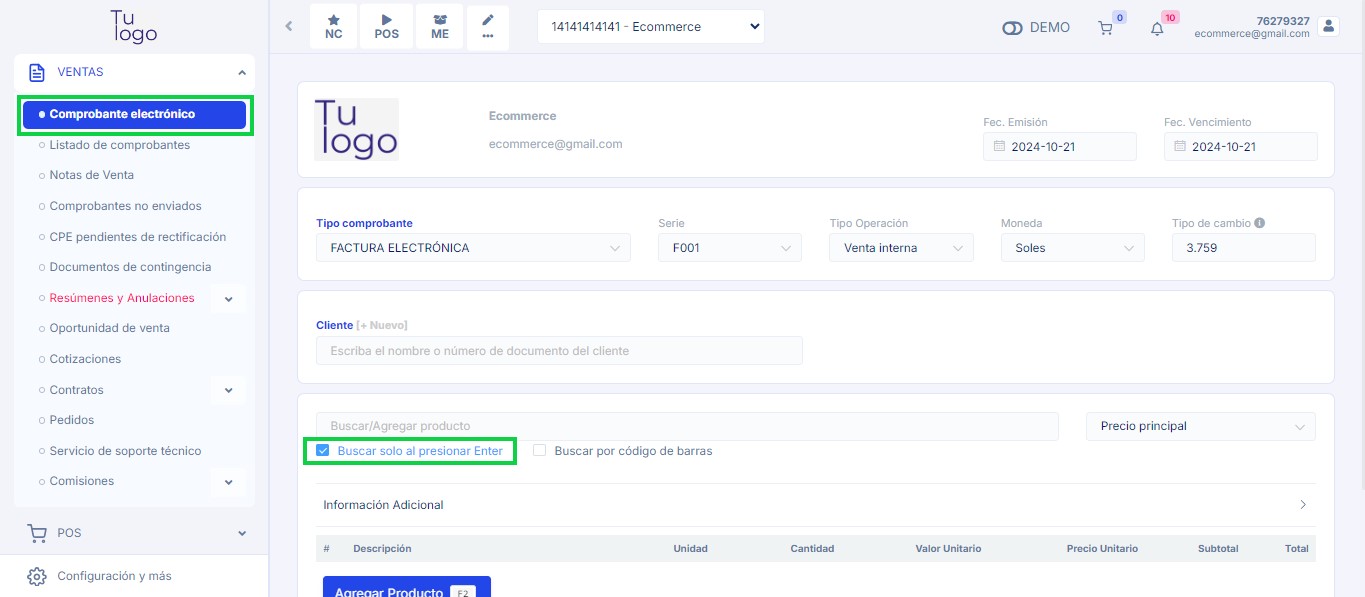 Tu
logo
VENTAS
Comprobante electrónico
Listado de comprobantes
Notas de Venta
Comprobantes no enviados
CPE pendientes de rectificación
Documentos de contingencia
Resúmenes y Anulaciones
Oportunidad de venta
Cotizaciones
Contratos
Pedidos
Servicio de soporte técnico
Comisiones
POS
Configuración y más
NC
POS
ME
...
14141414141 - Ecommerce
DEMO
0
10
76279327
ecommerce@gmail.com
Tu
logo
Ecommerce
ecommerce@gmail.com
Fec. Emisión
2024-10-21
Fec. Vencimiento
2024-10-21
Tipo comprobante
FACTURA ELECTRÓNICA
Serie
F001
Tipo Operación
Venta interna
Moneda
Soles
Tipo de cambio
3.759
Cliente [+ Nuevo]
Escriba el nombre o número de documento del cliente
Buscar/Agregar producto
Precio principal
Buscar solo al presionar Enter
Buscar por código de barras
Información Adicional
# Descripción Unidad Cantidad Valor Unitario Precio Unitario Subtotal Total
Agregar Producto F2